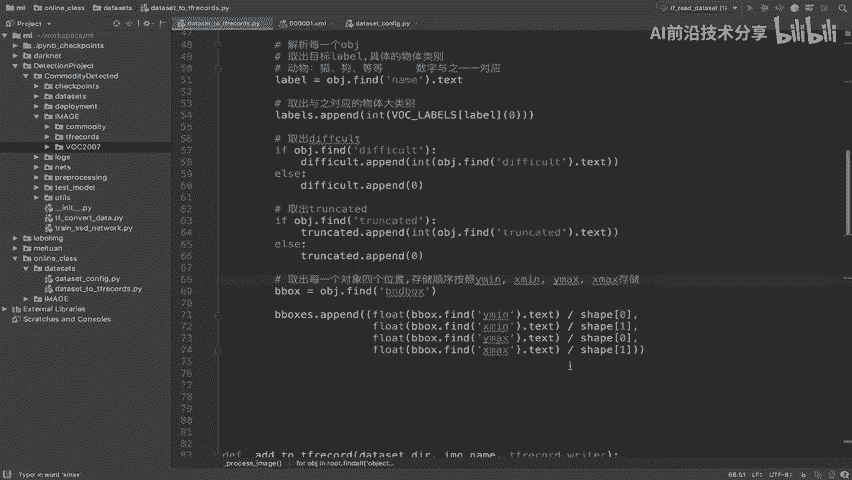 ml
online_class
datasets
dataset_to_tfrecords.py
tf_read_dataset (1)
AI前沿技术分享
bilibili
Project
dataset_to_tfrecords.py
000001.xml
dataset_config.py
ml
.ipynb_checkpoints
darknet
DetectionProject
CommodityDetected
checkpoints
datasets
deployment
IMAGE
commodity
tfrecords
VOC2007
logs
nets
preprocessing
test_model
utils
__init__.py
tf_convert_data.py
train_ssd_network.py
labelImg
meituan
online_class
datasets
dataset_config.py
dataset_to_tfrecords.py
IMAGE
External Libraries
Scratches and Consoles
47
48 # 解析每一个obj
49 # 取出目标label,具体的物体类别
50 # 动物: 猫、狗、等等 数字与之一一对应
51 label = obj.find('name').text
52
53 # 取出与之对应的物体大类别
54 labels.append(int(VOC_LABELS[label](0)))
55
56 # 取出diffcult
57 if obj.find('difficult'):
58 difficult.append(int(obj.find('difficult').text))
59 else:
60 difficult.append(0)
61
62 # 取出truncated
63 if obj.find('truncated'):
64 truncated.append(int(obj.find('truncated').text))
65 else:
66 truncated.append(0)
67
68 # 取出每一个对象四个位置,存储顺序按照ymin, xmin, ymax, xmax存储
69 bbox = obj.find('bndbox')
70
71 bboxes.append((float(bbox.find('ymin').text) / shape[0],
72 float(bbox.find('xmin').text) / shape[1],
73 float(bbox.find('ymax').text) / shape[0],
74 float(bbox.find('xmax').text) / shape[1]))
75
76
77
78
79
80
81
82
83 def _add_to_tfrecord(dataset_dir, img_name, tfrecord_writer):
_process_image()
for obj in root.findall('object...
Typo: In word 'xmax'
68:51
LF:
UTF-8: